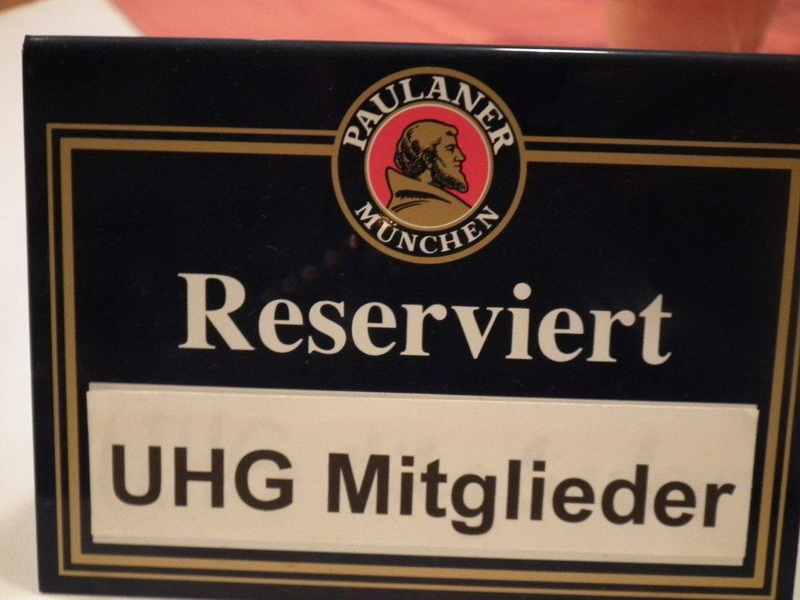 PAULANER
MÜNCHEN
Reserviert
UHG Mitglieder